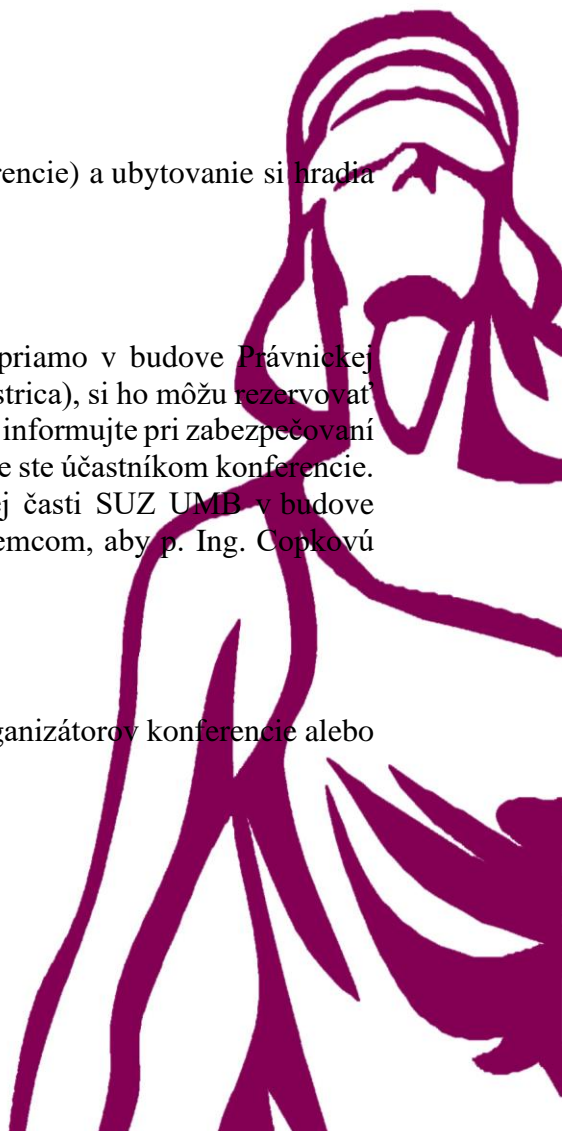 rencie) a ubytovanie si hradia
priamo v budove Právnickej
strica), si ho môžu rezervovať
informujte pri zabezpečovaní
e ste účastníkom konferencie.
ej časti SUZ UMB v budove
emcom, aby p. Ing. Copkovú
ganizátorov konferencie alebo